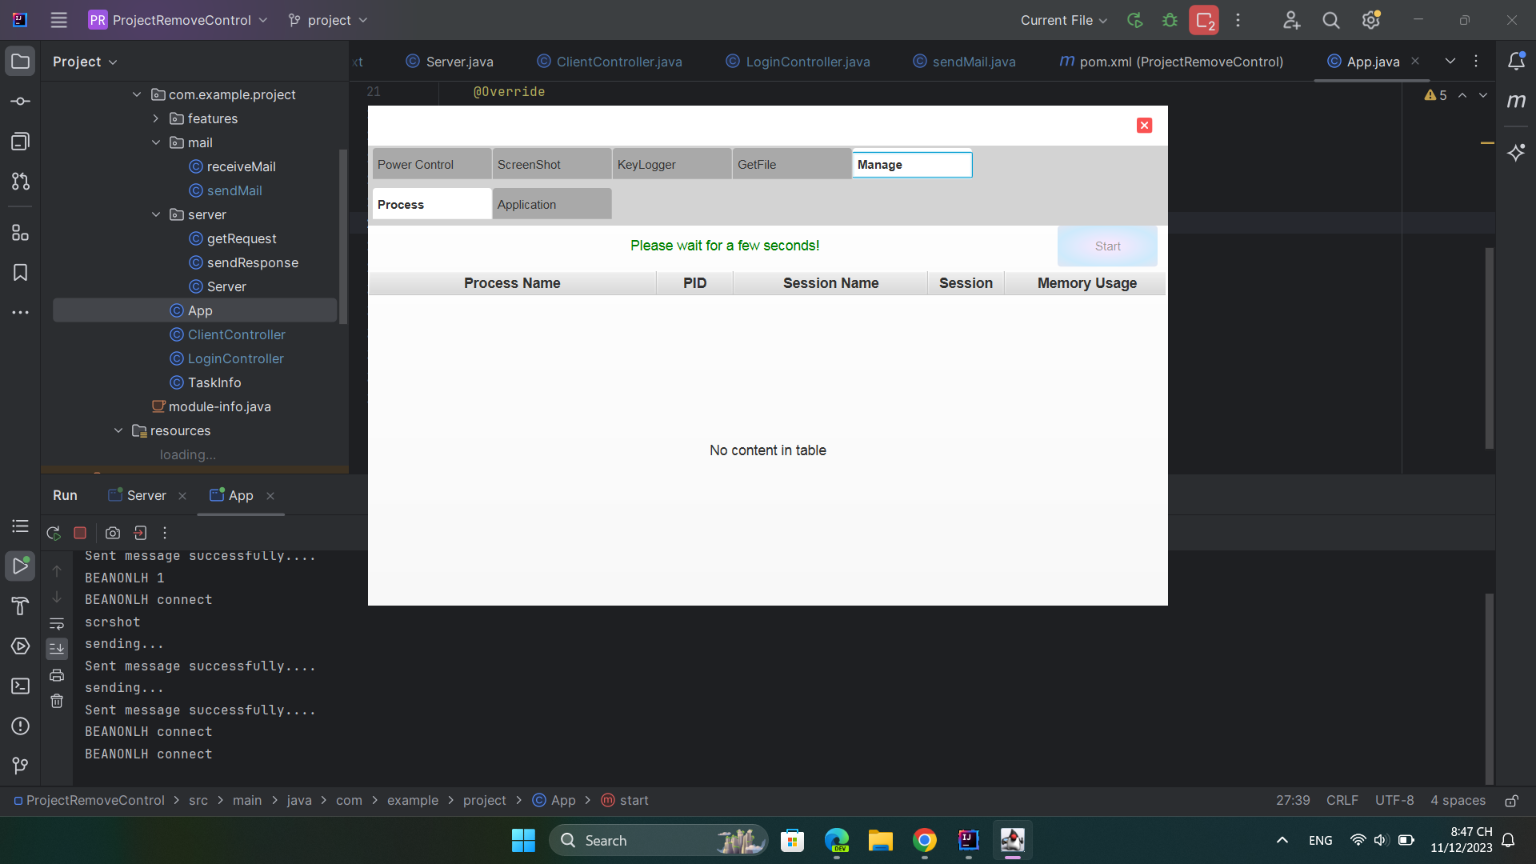 PR ProjectRemoveControl project Current File 2
Project
xt Server.java ClientController.java LoginController.java sendMail.java pom.xml (ProjectRemoveControl) App.java
com.example.project
features
mail
receiveMail
sendMail
server
getRequest
sendResponse
Server
App
ClientController
LoginController
TaskInfo
module-info.java
resources
loading...
21 @Override
5
Power Control ScreenShot KeyLogger GetFile Manage
Process Application
Please wait for a few seconds! Start
Process Name PID Session Name Session Memory Usage
No content in table
Run Server App
Sent message successfully....
BEANONLH 1
BEANONLH connect
scrshot
sending...
Sent message successfully....
sending...
Sent message successfully....
BEANONLH connect
BEANONLH connect
ProjectRemoveControl > src > main > java > com > example > project > App > start 27:39 CRLF UTF-8 4 spaces
Search DEV ENG 8:47 CH
11/12/2023